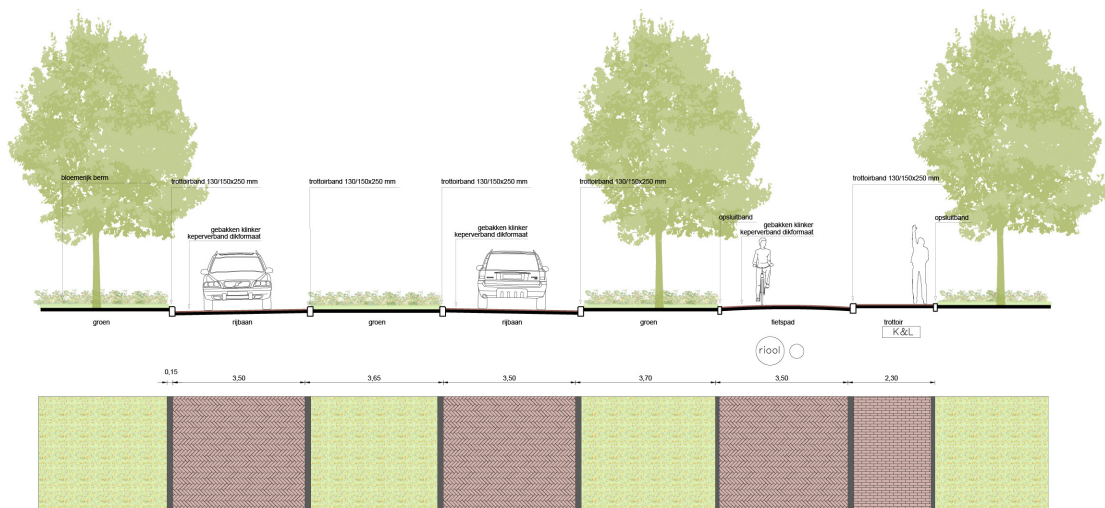 bloemerijk berm
trottoirband 130/150x250 mm
trottoirband 130/150x250 mm
trottoirband 130/150x250 mm
trottoirband 130/150x250 mm
trottoirband 130/150x250 mm
opsluitband
opsluitband
gebakken klinker
keperverband dikformaat
gebakken klinker
keperverband dikformaat
gebakken klinker
keperverband dikformaat
groen
rijbaan
groen
rijbaan
groen
fietspad
trottoir
K&L
riool
0,15
3,50
3,65
3,50
3,70
3,50
2,30